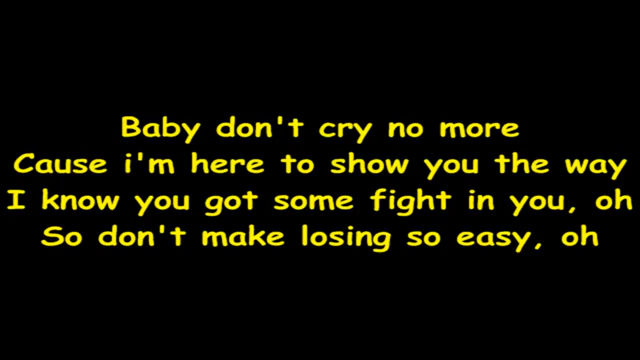 Baby don't cry no more
Cause i'm here to show you the way
I know you got some fight in you, oh
So don't make losing so easy, oh